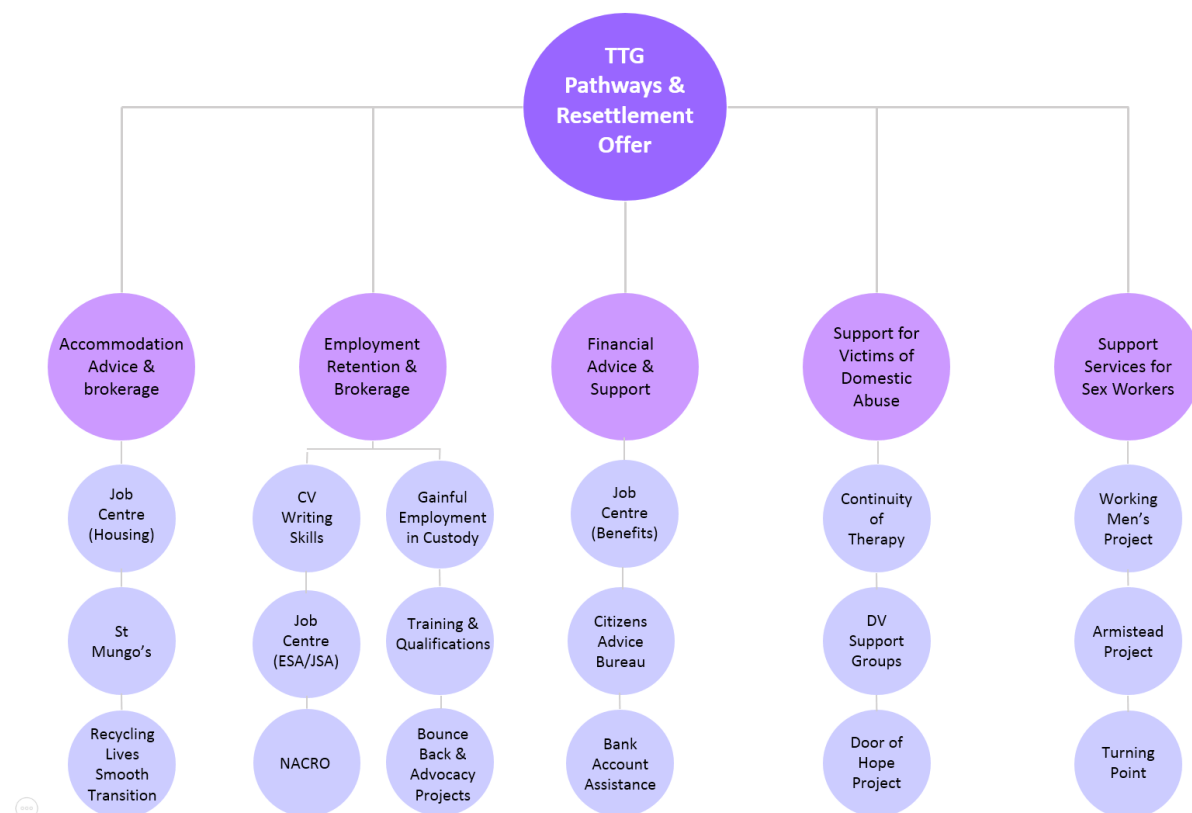 TTG
Pathways &
Resettlement
Offer
Accommodation
Advice &
brokerage
Employment
Retention &
Brokerage
Financial
Advice &
Support
Support for
Victims of
Domestic
Abuse
Support
Services for
Sex Workers
Job
Centre
(Housing)
St
Mungo’s
Recycling
Lives
Smooth
Transition
CV
Writing
Skills
Job
Centre
(ESA/JSA)
NACRO
Gainful
Employment
in Custody
Training &
Qualifications
Bounce
Back &
Advocacy
Projects
Job
Centre
(Benefits)
Citizens
Advice
Bureau
Bank
Account
Assistance
Continuity
of
Therapy
DV
Support
Groups
Door of
Hope
Project
Working
Men’s
Project
Armistead
Project
Turning
Point